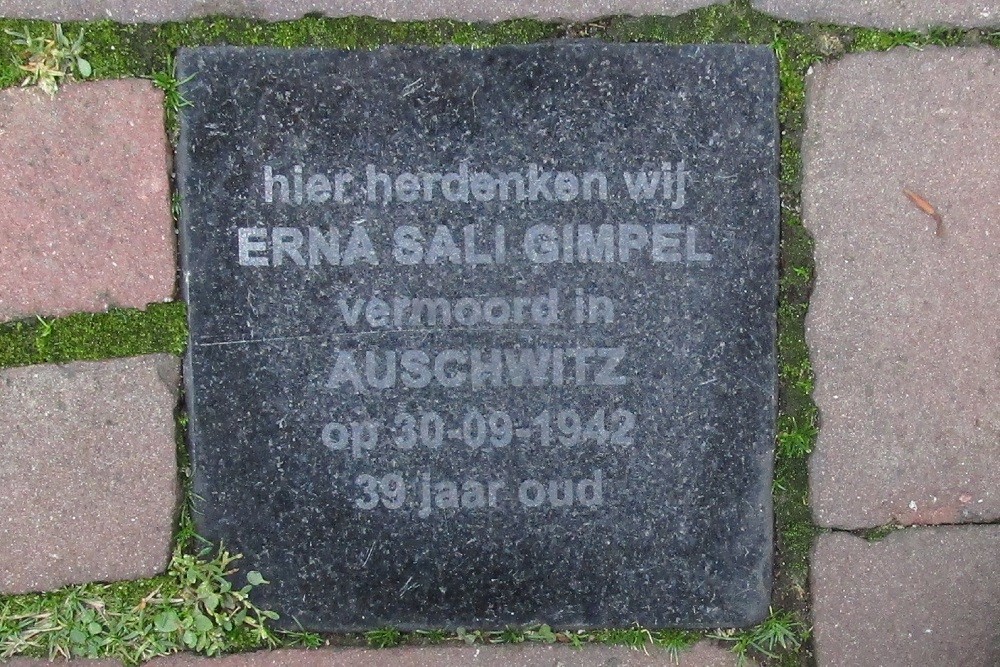 hier herdenken wij
ERNA SALI GIMPEL
vermoord in
AUSCHWITZ
op 30-09-1942
39 jaar oud